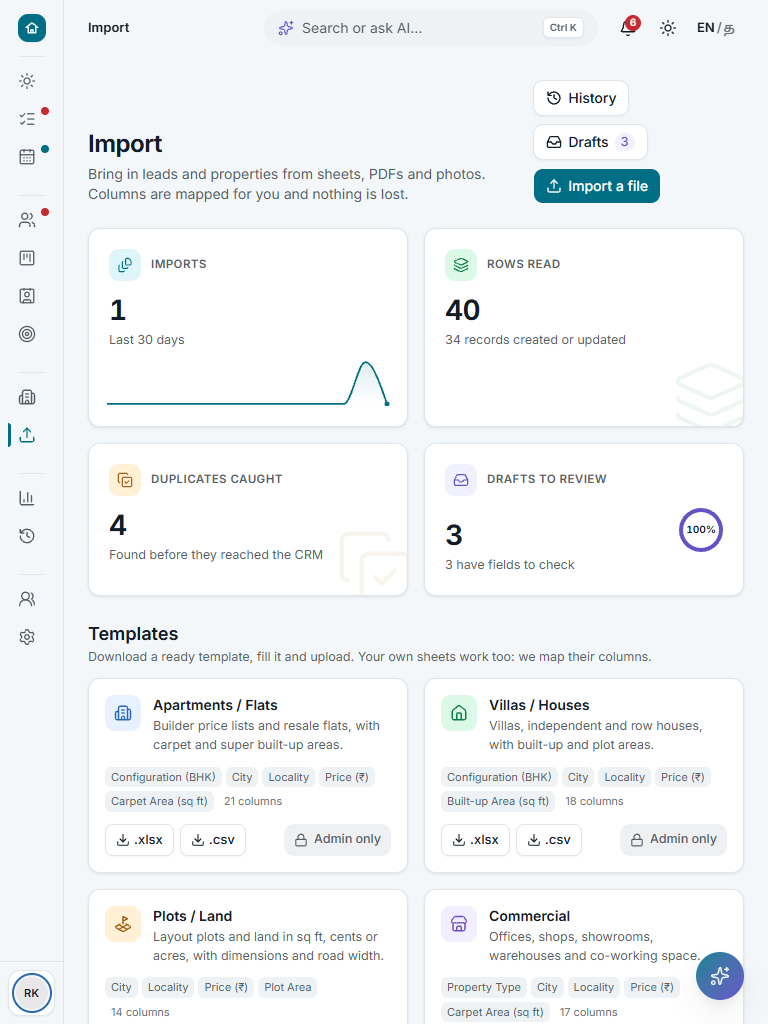 Import
Search or ask AI...
Ctrl K
6
EN / த
History
Drafts 3
Import a file
Import
Bring in leads and properties from sheets, PDFs and photos.
Columns are mapped for you and nothing is lost.
IMPORTS
1
Last 30 days
ROWS READ
40
34 records created or updated
DUPLICATES CAUGHT
4
Found before they reached the CRM
DRAFTS TO REVIEW
3
100%
3 have fields to check
Templates
Download a ready template, fill it and upload. Your own sheets work too: we map their columns.
Apartments / Flats
Builder price lists and resale flats, with
carpet and super built-up areas.
Configuration (BHK) City Locality Price (₹)
Carpet Area (sq ft) 21 columns
.xlsx .csv Admin only
Villas / Houses
Villas, independent and row houses,
with built-up and plot areas.
Configuration (BHK) City Locality Price (₹)
Built-up Area (sq ft) 18 columns
.xlsx .csv Admin only
Plots / Land
Layout plots and land in sq ft, cents or
acres, with dimensions and road width.
City Locality Price (₹) Plot Area
14 columns
Commercial
Offices, shops, showrooms,
warehouses and co-working space.
Property Type City Locality Price (₹)
Carpet Area (sq ft) 17 columns
RK